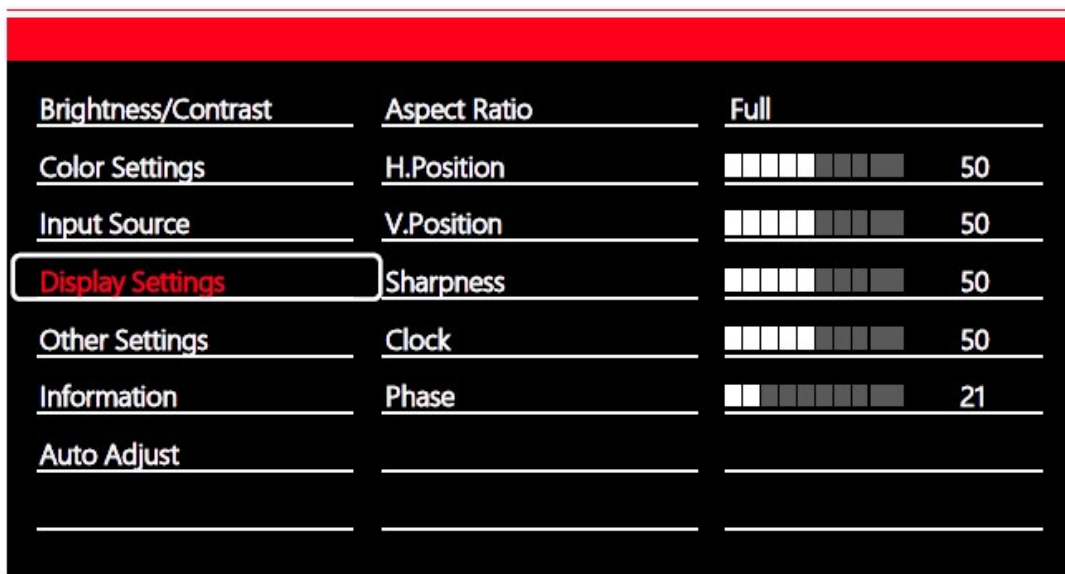 Brightness/Contrast Aspect Ratio Full
Color Settings H.Position 50
Input Source V.Position 50
Display Settings Sharpness 50
Other Settings Clock 50
Information Phase 21
Auto Adjust